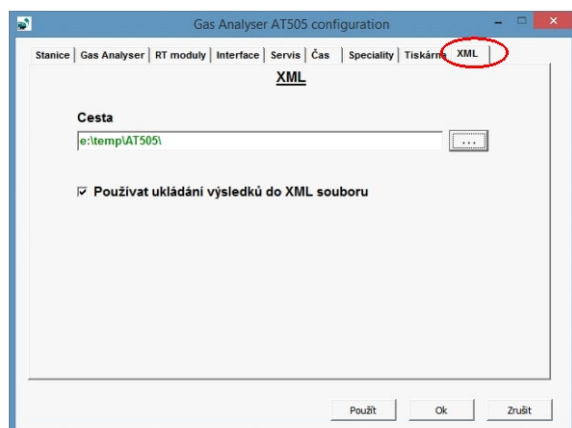 Gas Analyser AT505 configuration
Stanice Gas Analyser RT moduly Interface Servis Čas Speciality Tiskárna XML
XML
Cesta
e:\temp\AT505\
...
Používat ukládání výsledků do XML souboru
Použít Ok Zrušit